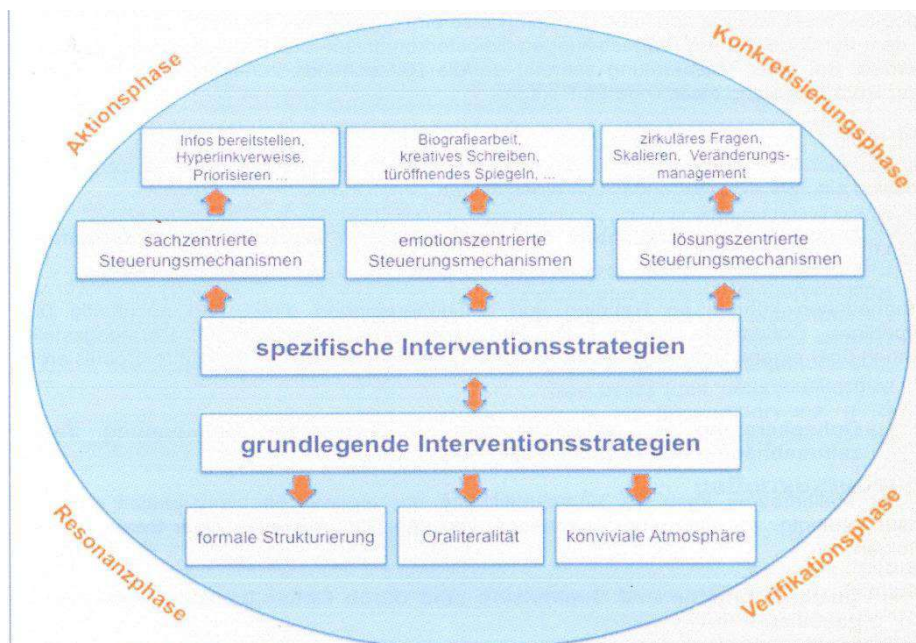 Aktionsphase
Konkretisierungsphase
Infos bereitstellen,
Hyperlinkverweise,
Priorisieren ...
Biografiearbeit,
kreatives Schreiben,
türöffnendes Spiegeln, ...
zirkuläres Fragen,
Skalieren, Veränderungs-
management
sachzentrierte
Steuerungsmechanismen
emotionszentrierte
Steuerungsmechanismen
lösungszentrierte
Steuerungsmechanismen
spezifische Interventionsstrategien
grundlegende Interventionsstrategien
formale Strukturierung
Oraliteralität
konviviale Atmosphäre
Resonanzphase
Verifikationsphase